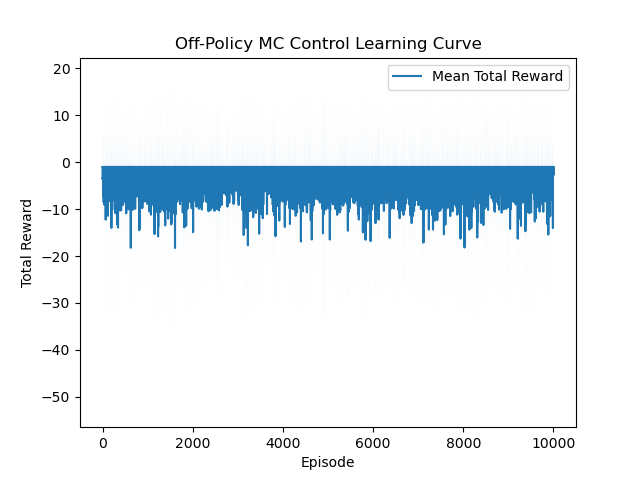 Off-Policy MC Control Learning Curve
Mean Total Reward
20
10
0
−10
−20
−30
−40
−50
Total Reward
0 2000 4000 6000 8000 10000
Episode